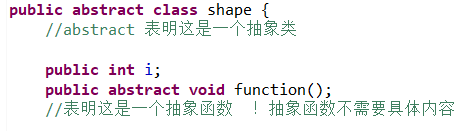 public abstract class shape {
//abstract 表明这是一个抽象类
public int i;
public abstract void function();
//表明这是一个抽象函数 ！抽象函数不需要具体内容